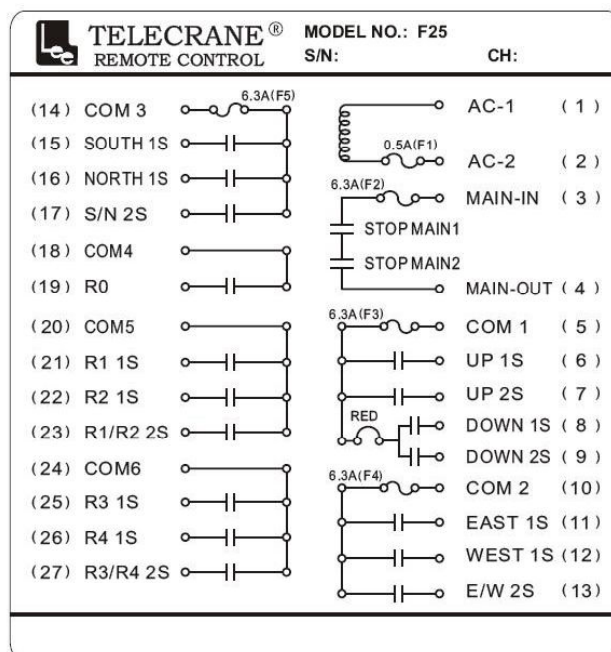 Lee TELECRANE®
REMOTE CONTROL
MODEL NO.: F25
S/N: CH:
(14) COM 3 6.3A(F5)
(15) SOUTH 1S
(16) NORTH 1S
(17) S/N 2S
(18) COM4
(19) R0
(20) COM5
(21) R1 1S
(22) R2 1S
(23) R1/R2 2S
(24) COM6
(25) R3 1S
(26) R4 1S
(27) R3/R4 2S
AC-1 (1)
0.5A(F1) AC-2 (2)
6.3A(F2) MAIN-IN (3)
STOP MAIN1
STOP MAIN2
MAIN-OUT (4)
6.3A(F3) COM 1 (5)
UP 1S (6)
UP 2S (7)
RED
DOWN 1S (8)
DOWN 2S (9)
6.3A(F4) COM 2 (10)
EAST 1S (11)
WEST 1S (12)
E/W 2S (13)